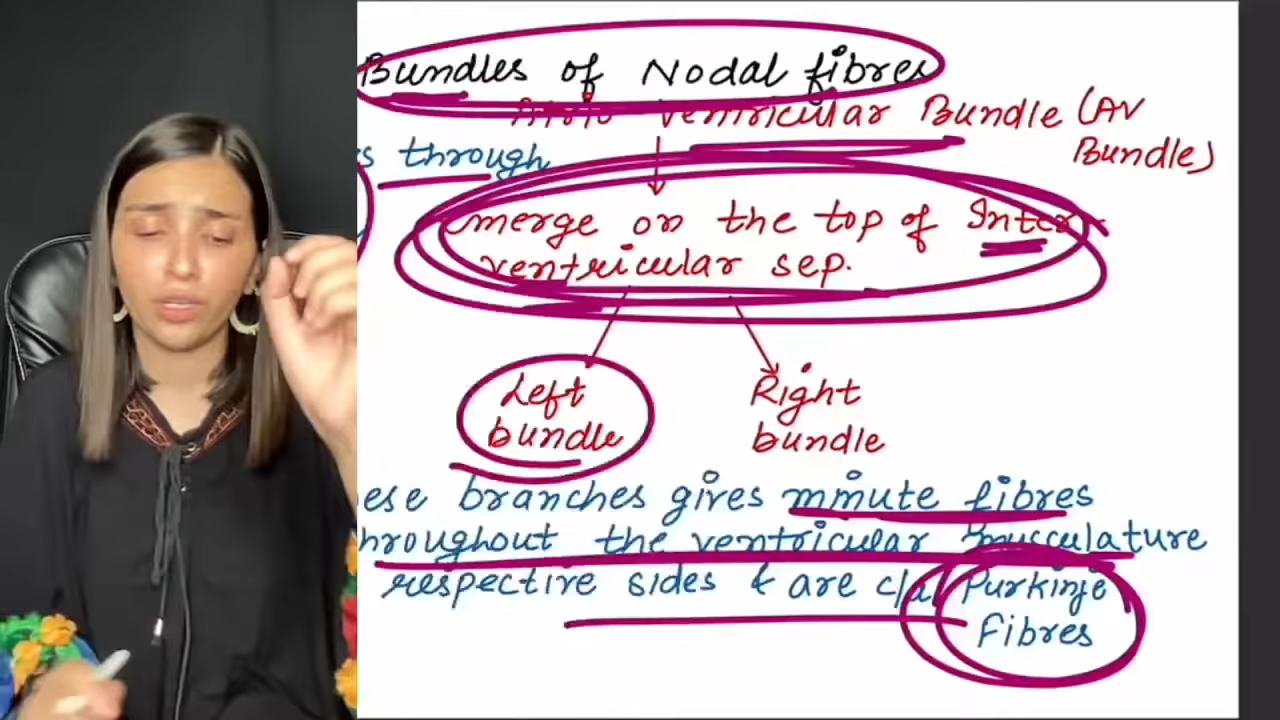 Bundles of Nodal fibres
Atrio ventricular Bundle (AV
Bundle)
s through
emerge on the top of Inter
ventricular sep.
Left
bundle
Right
bundle
ese branches gives minute fibres
hroughout the ventricular musculature
respective sides & are c/d Purkinje
fibres